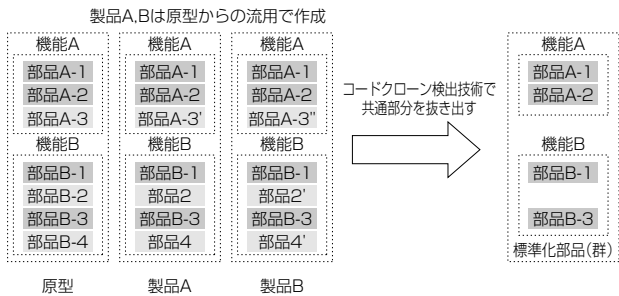 製品A,Bは原型からの流用で作成
機能A
部品A-1
部品A-2
部品A-3
機能B
部品B-1
部品B-2
部品B-3
部品B-4
原型
機能A
部品A-1
部品A-2
部品A-3'
機能B
部品B-1
部品2
部品B-3
部品4
製品A
機能A
部品A-1
部品A-2
部品A-3"
機能B
部品B-1
部品2'
部品B-3
部品4'
製品B
コードクローン検出技術で
共通部分を抜き出す
機能A
部品A-1
部品A-2
機能B
部品B-1
部品B-3
標準化部品(群)